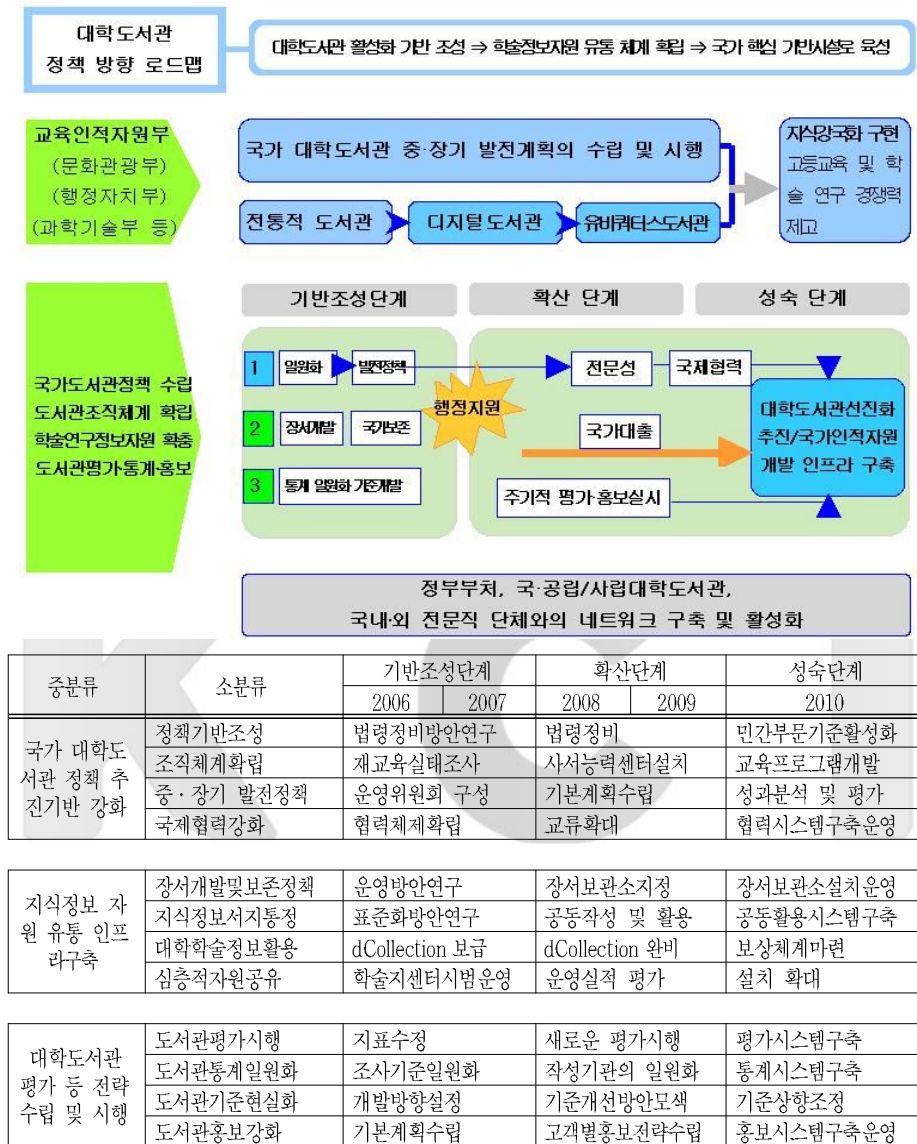 대학도서관
정책 방향 로드맵
대학도서관 활성화 기반 조성 ⇒ 학술정보자원 유통 체계 확립 ⇒ 국가 핵심 기반시설로 육성
교육인적자원부
(문화관광부)
(행정자치부)
(과학기술부 등)
국가 대학도서관 중·장기 발전계획의 수립 및 시행
전통적 도서관
디지털도서관
유비쿼터스도서관
지식강국화 구현
고등교육 및 학
술 연구 경쟁력
제고
기반조성단계
확산 단계
성숙 단계
국가도서관정책 수립
도서관조직체계 확립
학술연구정보자원 확충
도서관평가·통계·홍보
1 일원화 발전정책
전문성
국제협력
2 장서개발 국가보존
행정지원
국가대출
3 통계 일원화 기준개발
주기적 평가·홍보실시
대학도서관선진화
추진/국가인적자원
개발 인프라 구축
정부부처, 국·공립/사립대학도서관,
국내·외 전문직 단체와의 네트워크 구축 및 활성화
KCI
중분류 소분류 기반조성단계 확산단계 성숙단계
2006 2007 2008 2009 2010
국가 대학도
서관 정책 추
진기반 강화
정책기반조성 법령정비방안연구 법령정비 민간부문기준활성화
조직체계확립 재교육실태조사 사서능력센터설치 교육프로그램개발
중·장기 발전정책 운영위원회 구성 기본계획수립 성과분석 및 평가
국제협력강화 협력체제확립 교류확대 협력시스템구축운영
지식정보 자
원 유통 인프
라구축
장서개발및보존정책 운영방안연구 장서보관소지정 장서보관소설치운영
지식정보서지통정 표준화방안연구 공동작성 및 활용 공동활용시스템구축
대학학술정보활용 dCollection 보급 dCollection 완비 보상체계마련
심층적자원공유 학술지센터시범운영 운영실적 평가 설치 확대
대학도서관
평가 등 전략
수립 및 시행
도서관평가시행 지표수정 새로운 평가시행 평가시스템구축
도서관통계일원화 조사기준일원화 작성기관의 일원화 통계시스템구축
도서관기준현실화 개발방향설정 기준개선방안모색 기준상향조정
도서관홍보강화 기본계획수립 고객별홍보전략수립 홍보시스템구축운영